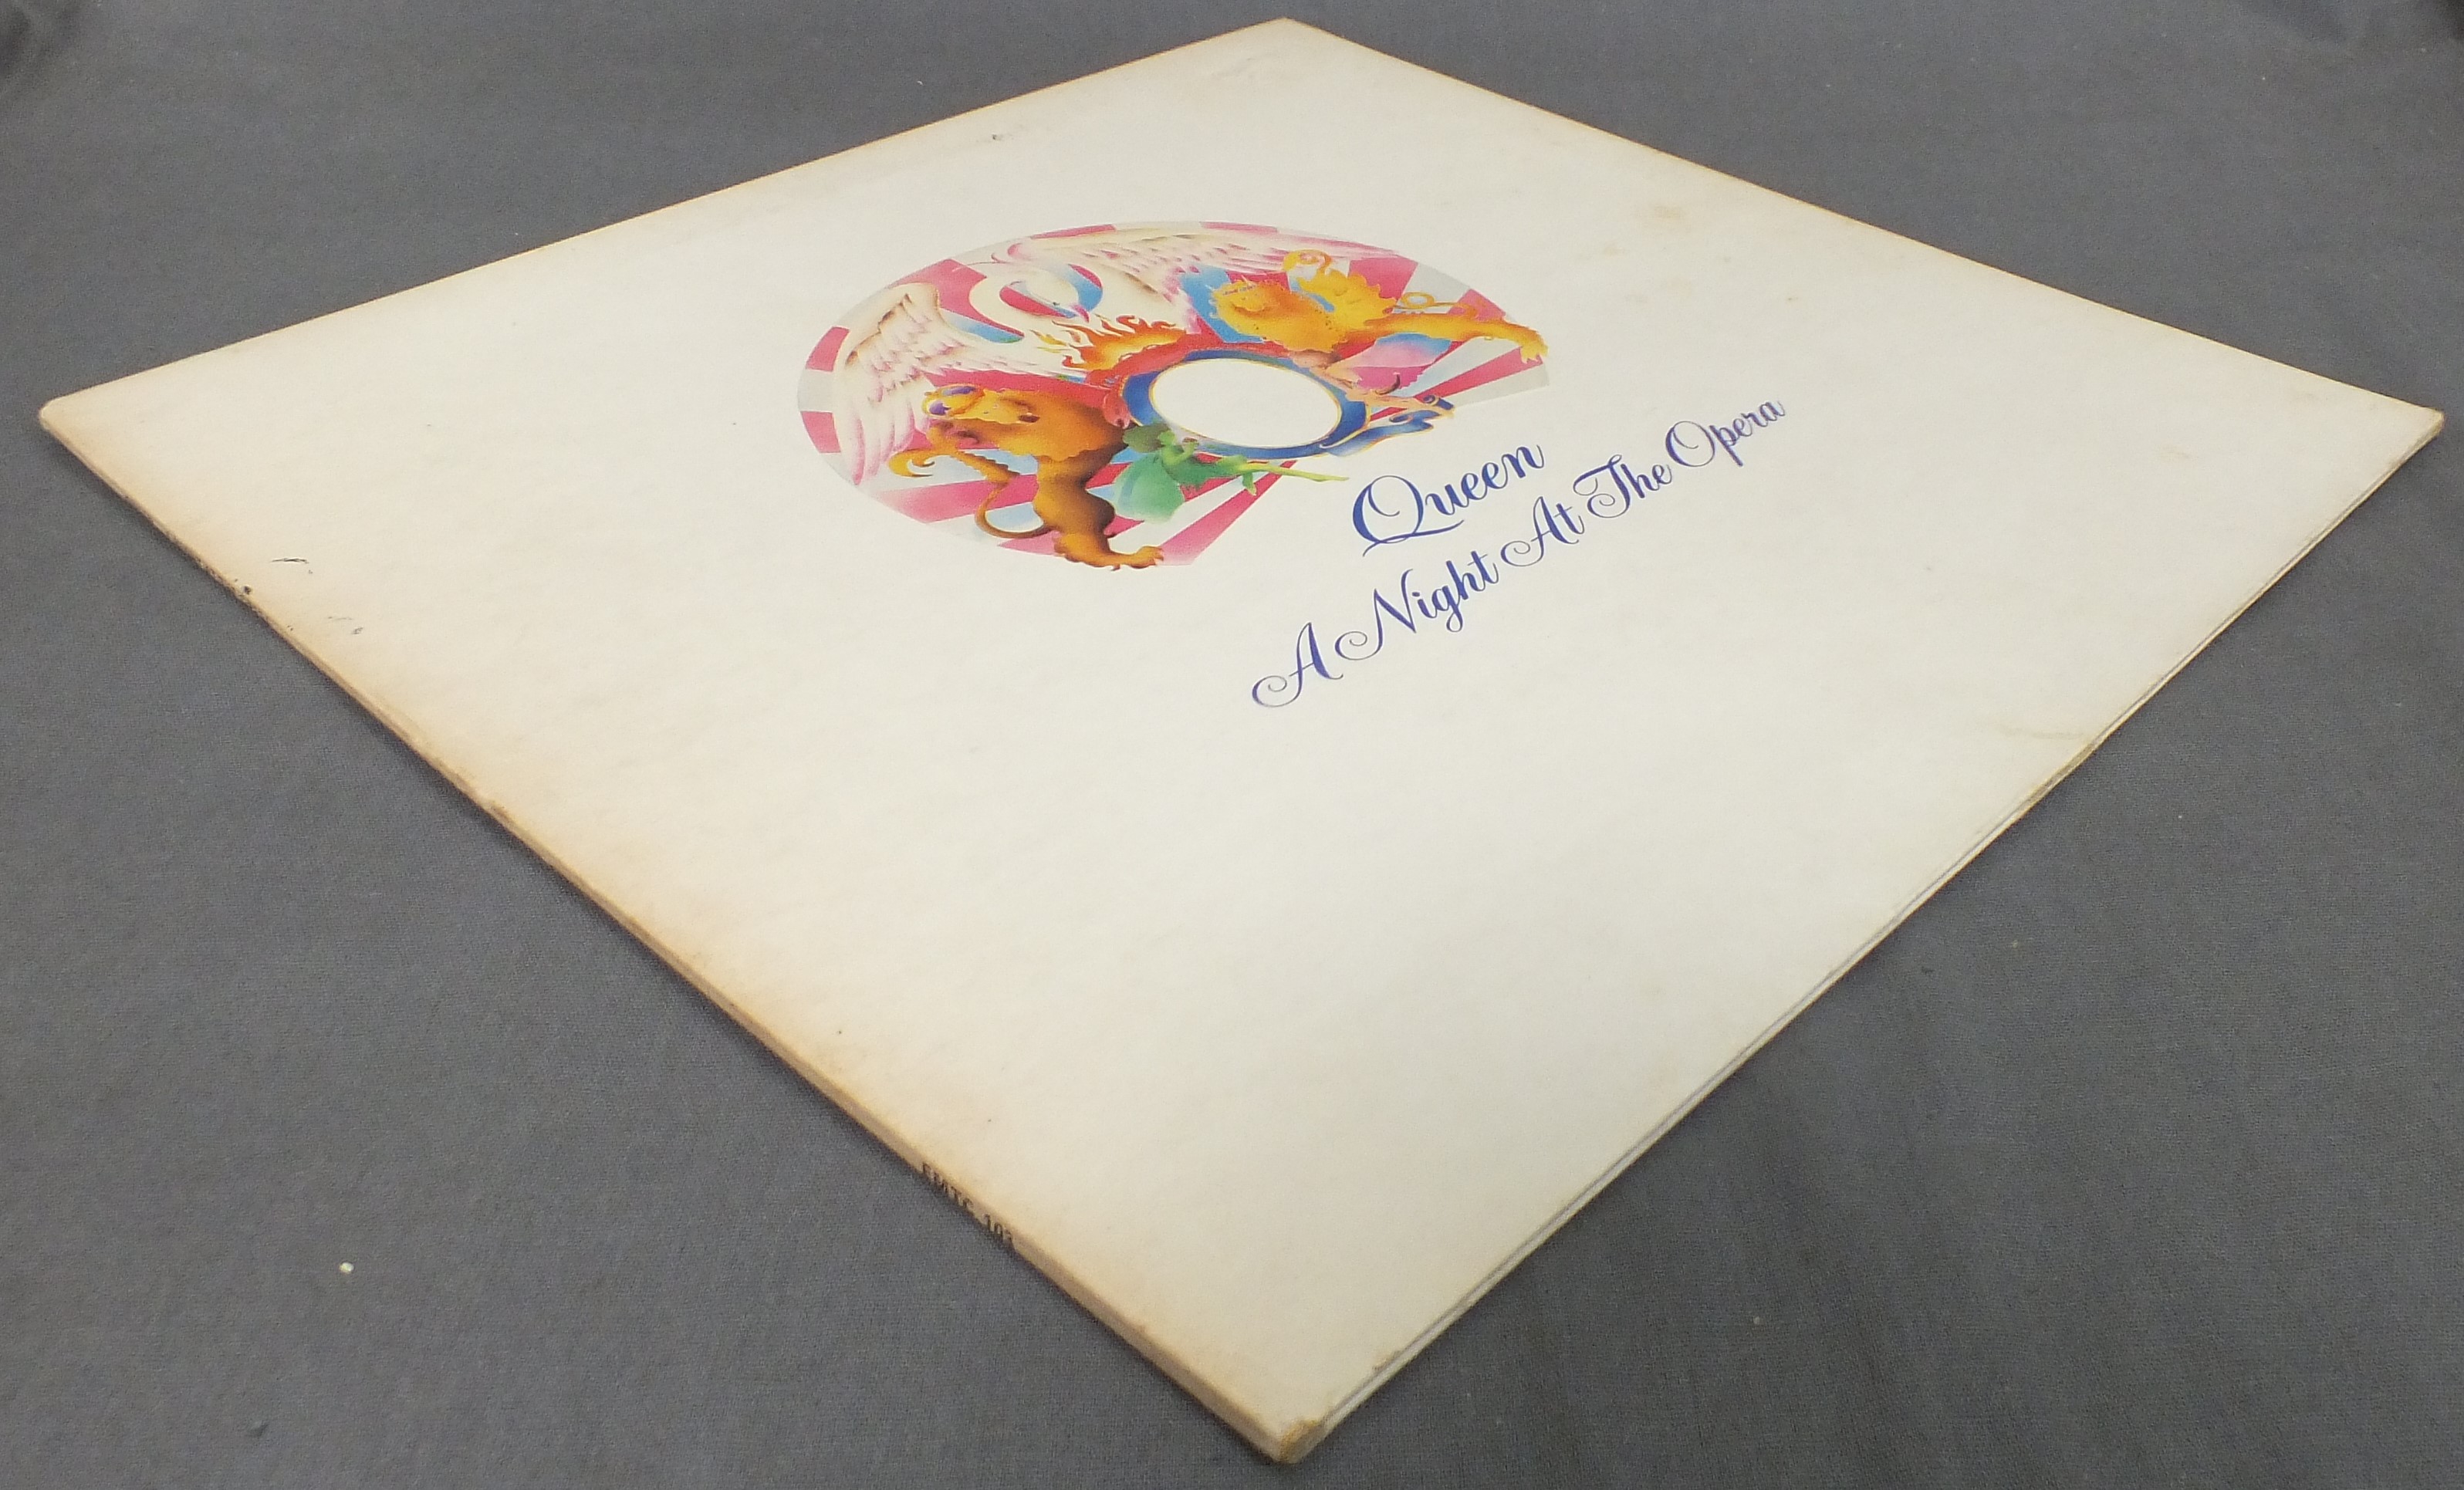 Queen
A Night At The Opera
EMTC 103